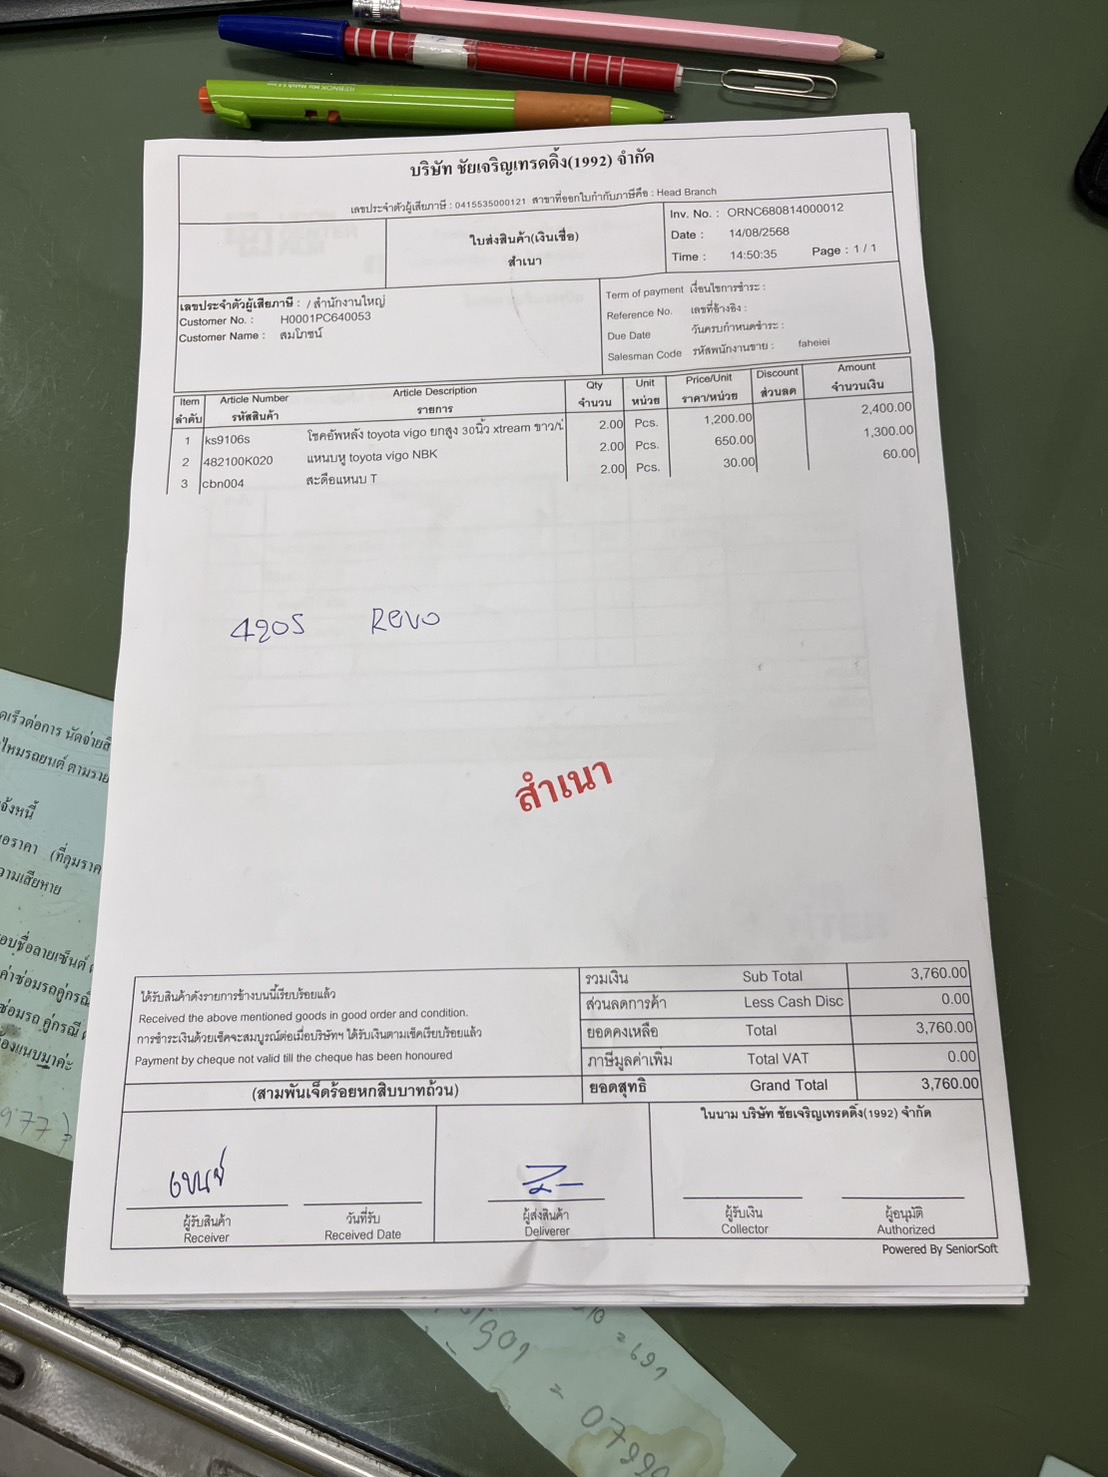 บริษัท ชัยเจริญเทรดดิ้ง(1992) จำกัด
เลขประจำตัวผู้เสียภาษี : 0415535000121 สาขาที่ออกใบกำกับภาษีคือ : Head Branch
ใบส่งสินค้า(เงินเชื่อ)
สำเนา
Inv. No. : ORNC680814000012
Date : 14/08/2568
Time : 14:50:35 Page : 1 / 1
เลขประจำตัวผู้เสียภาษี : / สำนักงานใหญ่
Customer No. : H0001PC640053
Customer Name : สมโภชน์
Term of payment เงื่อนไขการชำระ :
Reference No. เลขที่อ้างอิง :
Due Date วันครบกำหนดชำระ :
Salesman Code รหัสพนักงานขาย : faheiei
Item Article Number Article Description Qty Unit Price/Unit Discount Amount
ลำดับ รหัสสินค้า รายการ จำนวน หน่วย ราคา/หน่วย ส่วนลด จำนวนเงิน
1 ks9106s โชคอัพหลัง toyota vigo ยกสูง 30นิ้ว xtream ขาว/ 2.00 Pcs. 1,200.00 2,400.00
2 482100K020 แหนบหู toyota vigo NBK 2.00 Pcs. 650.00 1,300.00
3 cbn004 สะดือแหนบ T 2.00 Pcs. 30.00 60.00
Revo
สำเนา
ได้รับสินค้าดังรายการข้างบนนี้เรียบร้อยแล้ว
Received the above mentioned goods in good order and condition.
การชำระเงินด้วยเช็คจะสมบูรณ์ต่อเมื่อบริษัทฯ ได้รับเงินตามเช็คเรียบร้อยแล้ว
Payment by cheque not valid till the cheque has been honoured
(สามพันเจ็ดร้อยหกสิบบาทถ้วน)
รวมเงิน Sub Total 3,760.00
ส่วนลดการค้า Less Cash Disc 0.00
ยอดคงเหลือ Total 3,760.00
ภาษีมูลค่าเพิ่ม Total VAT 0.00
ยอดสุทธิ Grand Total 3,760.00
ในนาม บริษัท ชัยเจริญเทรดดิ้ง(1992) จำกัด
ผู้รับสินค้า วันที่รับ ผู้ส่งสินค้า ผู้รับเงิน ผู้อนุมัติ
Receiver Received Date Deliverer Collector Authorized
Powered By SeniorSoft